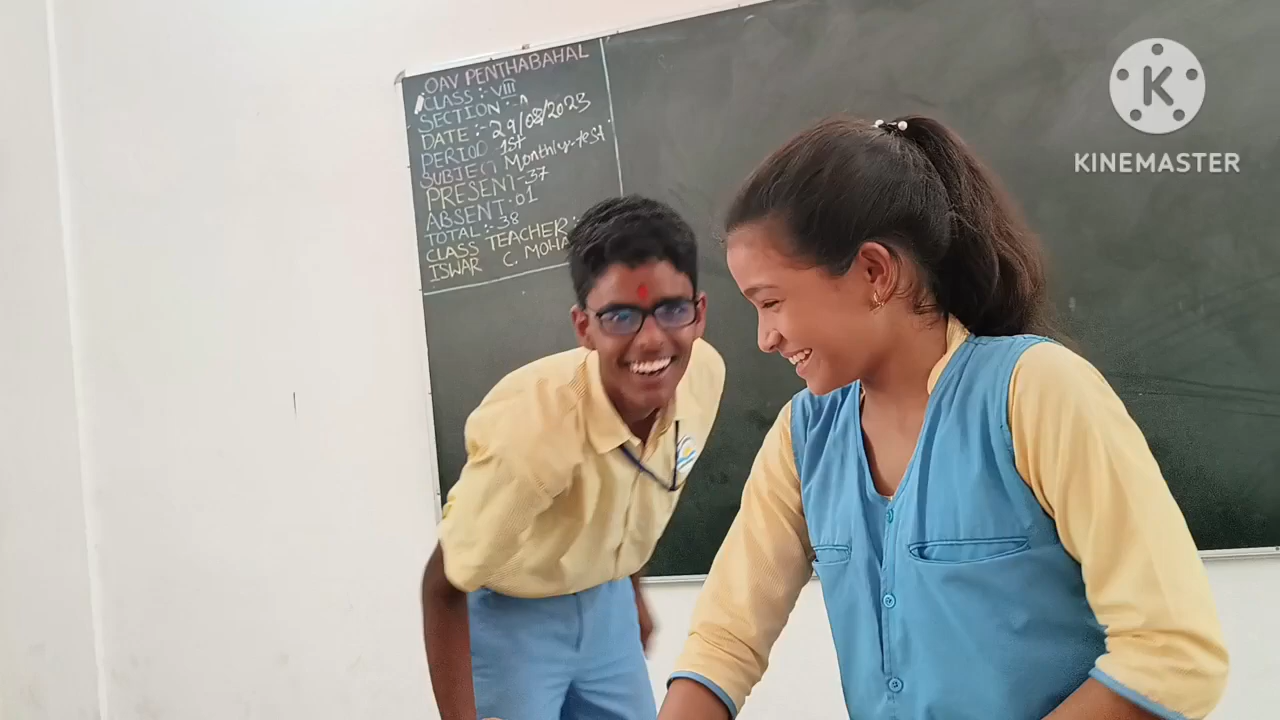 OAV PENTHABAHAL
CLASS :- VIII
SECTION :- A
DATE :- 29/08/2023
PERIOD - 1st
SUBJECT Monthly-test
PRESENT-37
ABSENT :01
TOTAL :- 38
CLASS TEACHER :-
ISWAR C. MOHA
K
KINEMASTER